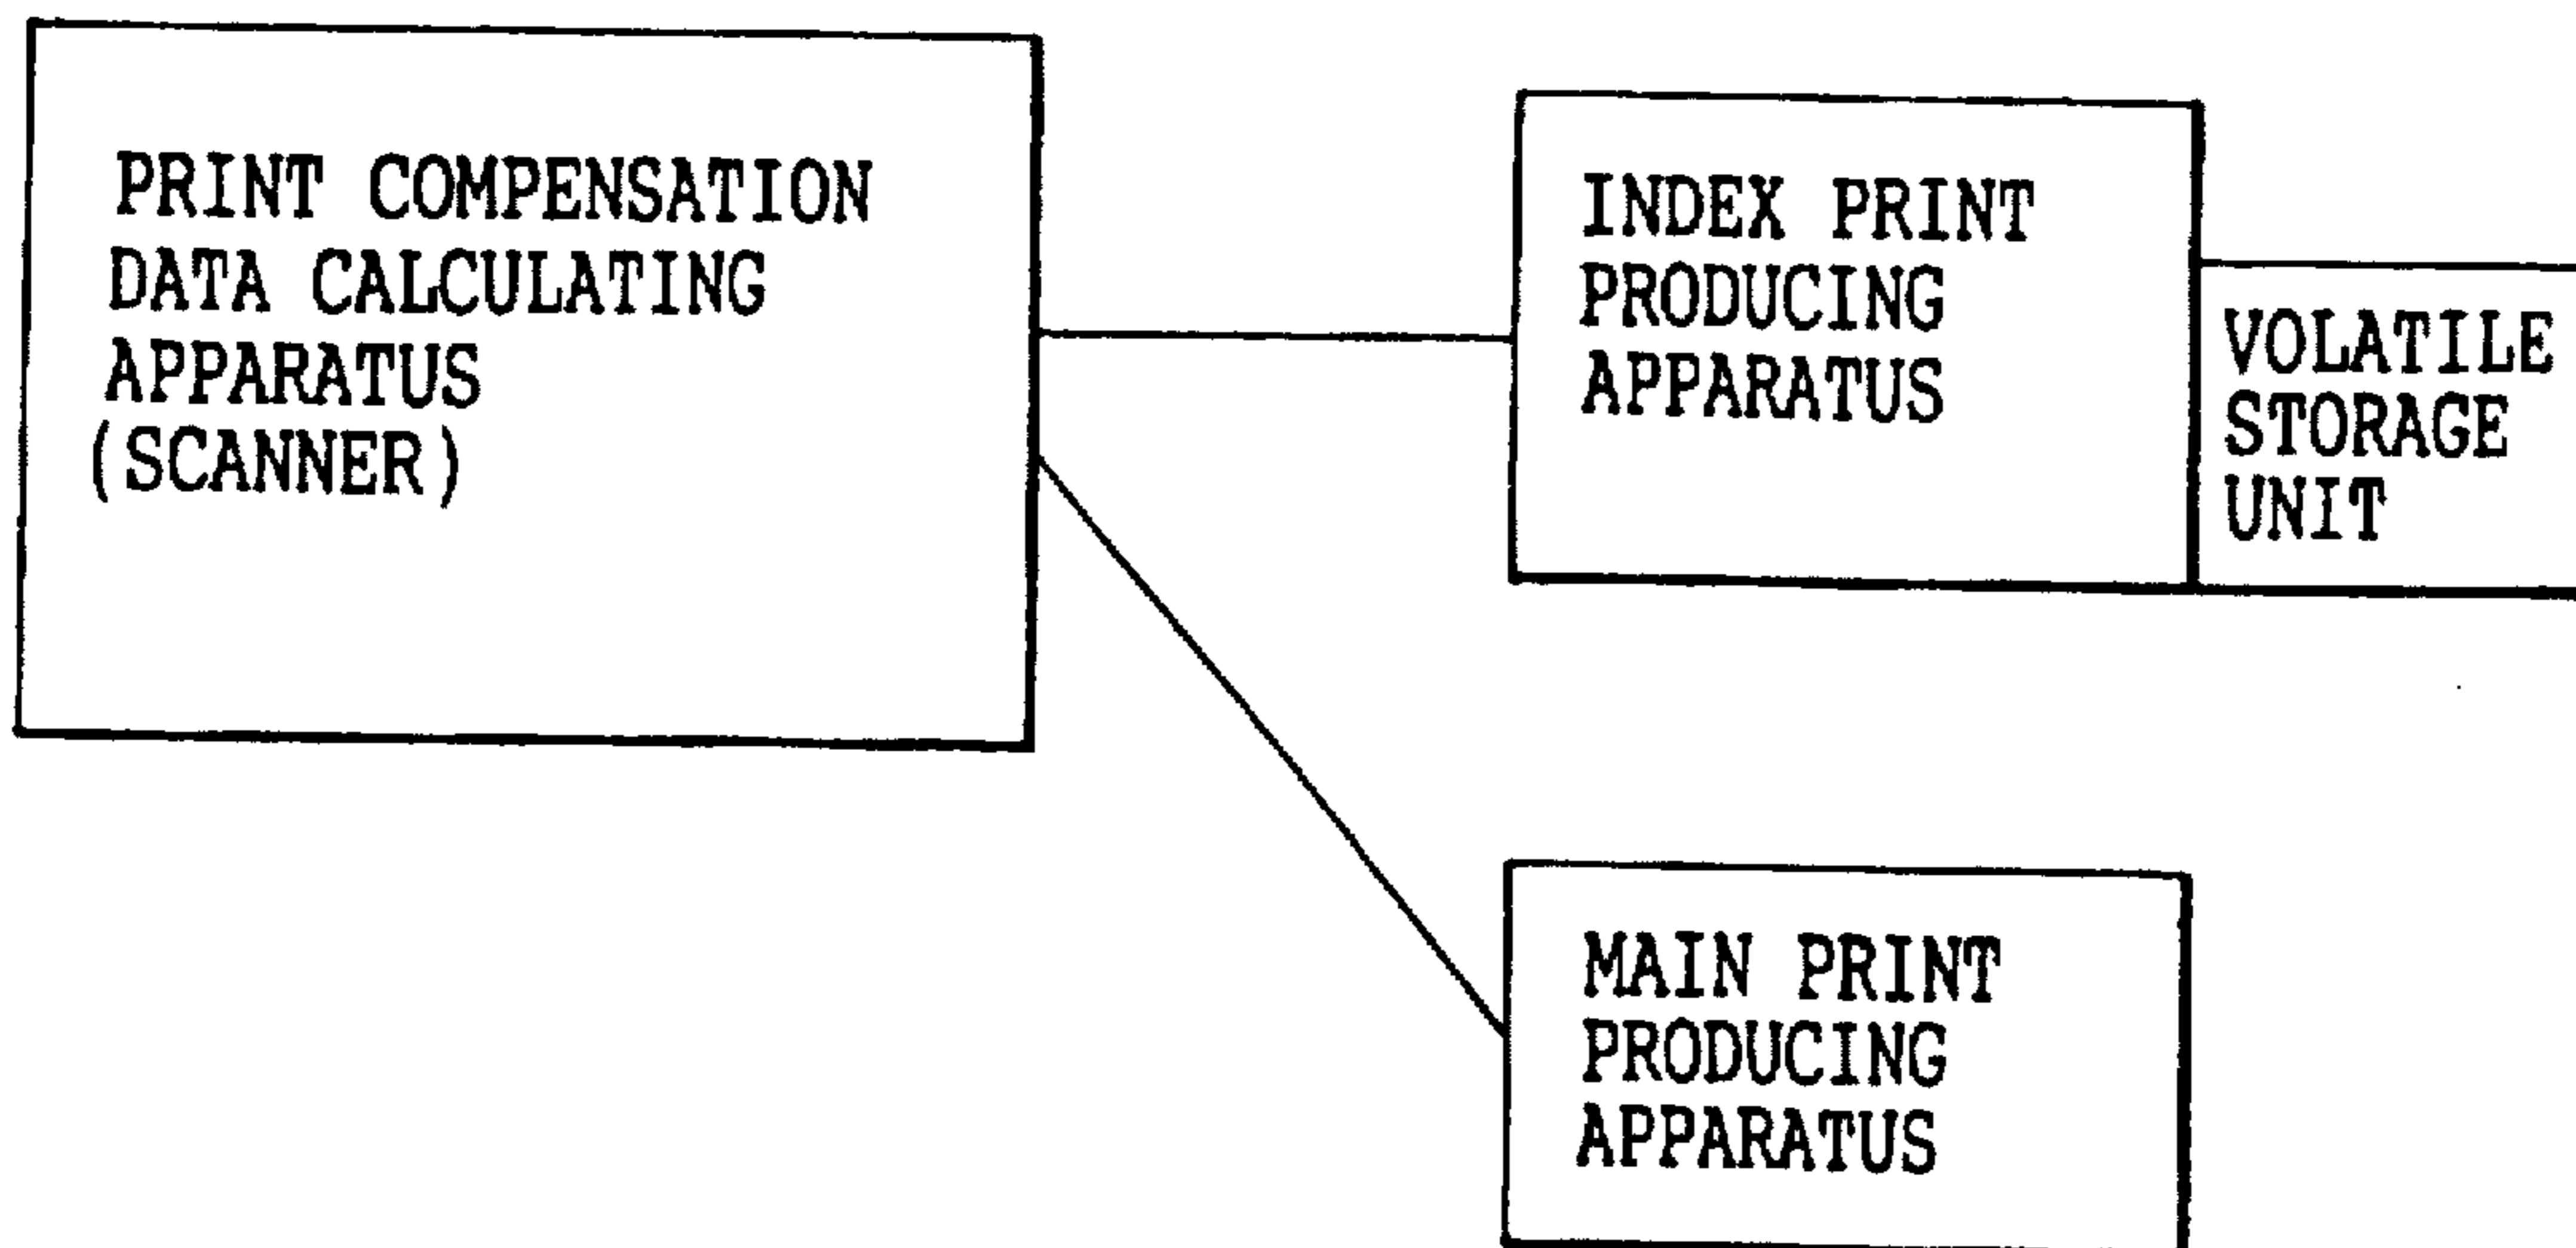 PRINT COMPENSATION
DATA CALCULATING
APPARATUS
(SCANNER)
INDEX PRINT
PRODUCING
APPARATUS
VOLATILE
STORAGE
UNIT
MAIN PRINT
PRODUCING
APPARATUS